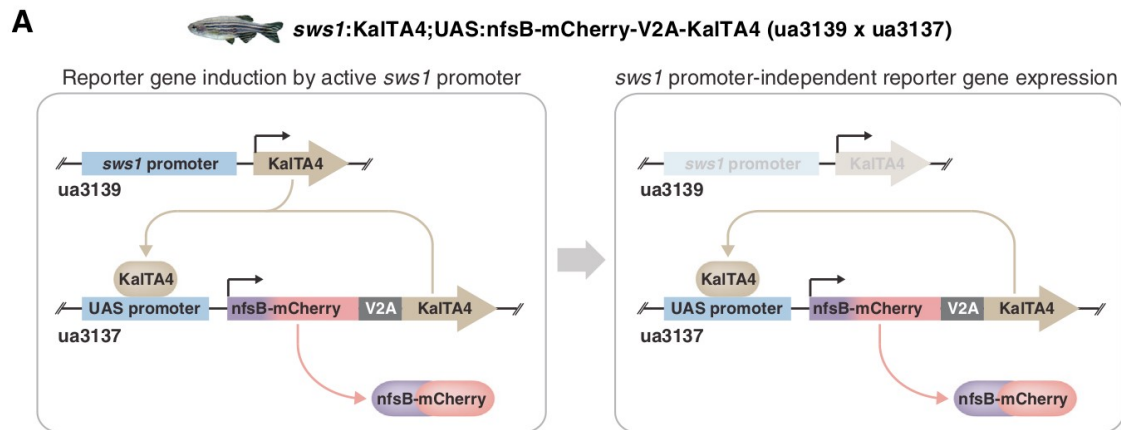 A
sws1:KalTA4;UAS:nfsB-mCherry-V2A-KalTA4 (ua3139 x ua3137)
Reporter gene induction by active sws1 promoter
sws1 promoter
KalTA4
ua3139
KalTA4
UAS promoter
nfsB-mCherry
V2A
KalTA4
ua3137
nfsB-mCherry
sws1 promoter-independent reporter gene expression
sws1 promoter
KalTA4
ua3139
KalTA4
UAS promoter
nfsB-mCherry
V2A
KalTA4
ua3137
nfsB-mCherry